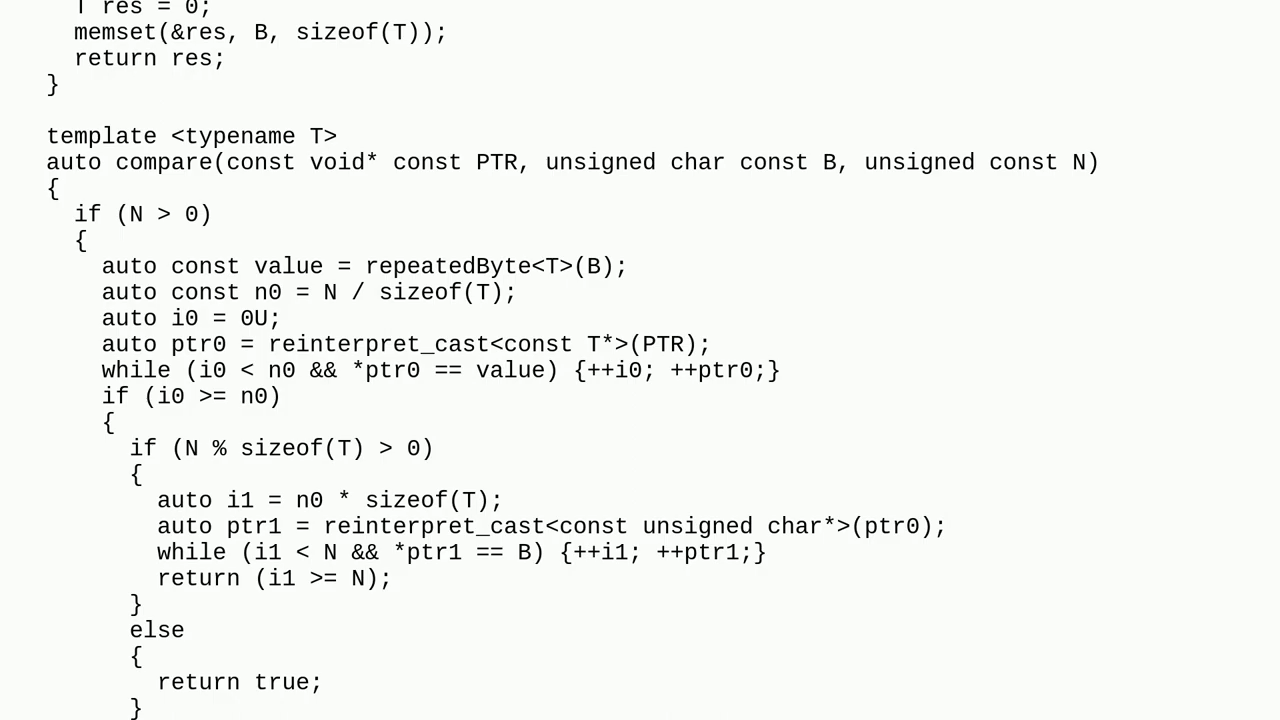 T res = 0;
memset(&res, B, sizeof(T));
return res;
}
template <typename T>
auto compare(const void* const PTR, unsigned char const B, unsigned const N)
{
if (N > 0)
{
auto const value = repeatedByte<T>(B);
auto const n0 = N / sizeof(T);
auto i0 = 0U;
auto ptr0 = reinterpret_cast<const T*>(PTR);
while (i0 < n0 && *ptr0 == value) {++i0; ++ptr0;}
if (i0 >= n0)
{
if (N % sizeof(T) > 0)
{
auto i1 = n0 * sizeof(T);
auto ptr1 = reinterpret_cast<const unsigned char*>(ptr0);
while (i1 < N && *ptr1 == B) {++i1; ++ptr1;}
return (i1 >= N);
}
else
{
return true;
}